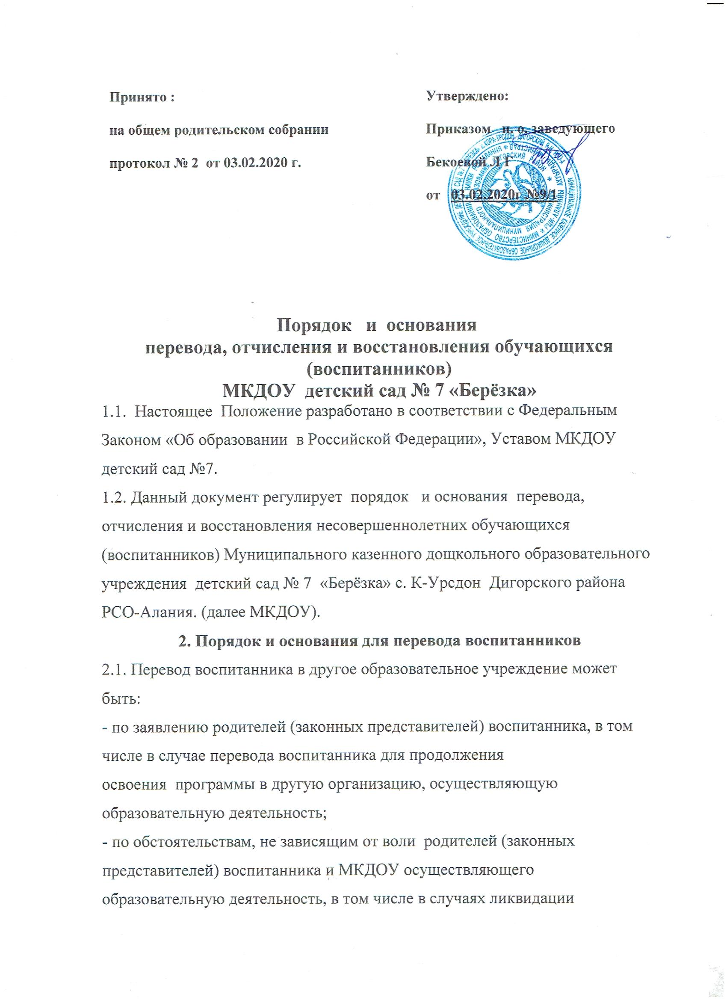 Принято :
на общем родительском собрании
протокол № 2 от 03.02.2020 г.
Утверждено:
Приказом и. о. заведующего
Бекоевой Л Г
от 03.02.2020г №9/1
Порядок и основания
перевода, отчисления и восстановления обучающихся
(воспитанников)
МКДОУ детский сад № 7 «Берёзка»
1.1. Настоящее Положение разработано в соответствии с Федеральным
Законом «Об образовании в Российской Федерации», Уставом МКДОУ
детский сад №7.
1.2. Данный документ регулирует порядок и основания перевода,
отчисления и восстановления несовершеннолетних обучающихся
(воспитанников) Муниципального казенного дощкольного образовательного
учреждения детский сад № 7 «Берёзка» с. К-Урсдон Дигорского района
РСО-Алания. (далее МКДОУ).
2. Порядок и основания для перевода воспитанников
2.1. Перевод воспитанника в другое образовательное учреждение может
быть:
- по заявлению родителей (законных представителей) воспитанника, в том
числе в случае перевода воспитанника для продолжения
освоения программы в другую организацию, осуществляющую
образовательную деятельность;
- по обстоятельствам, не зависящим от воли родителей (законных
представителей) воспитанника и МКДОУ осуществляющего
образовательную деятельность, в том числе в случаях ликвидации